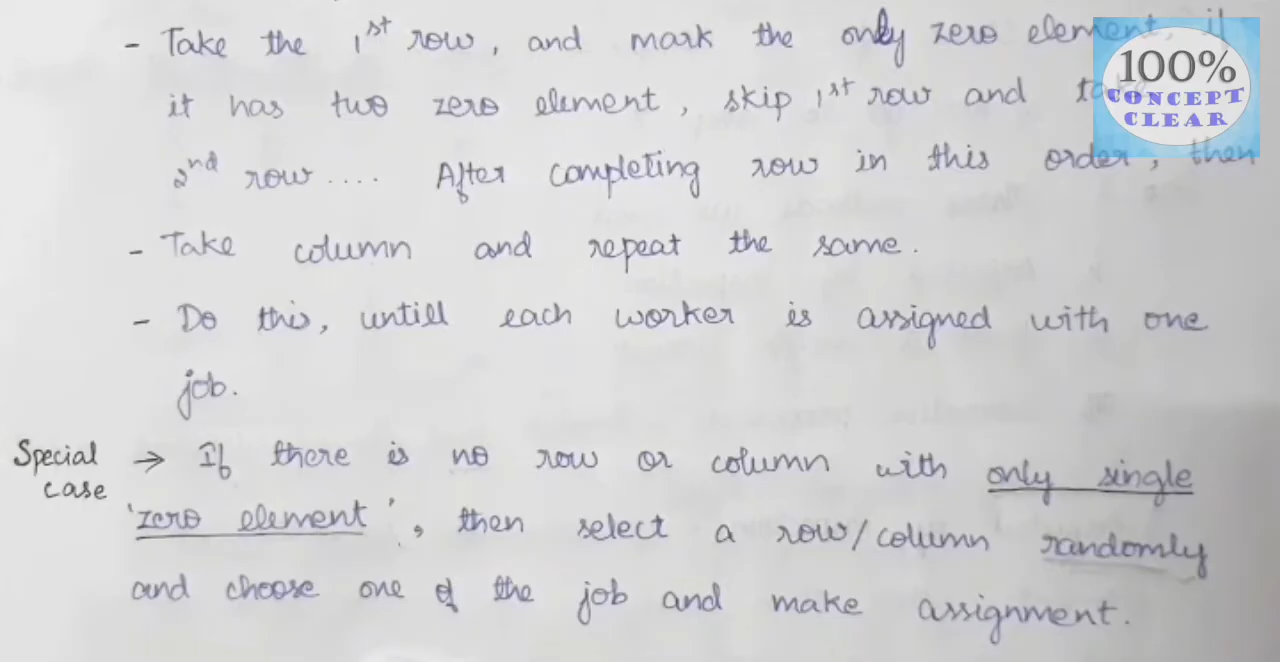 - Take the 1st row, and mark the only zero element, if
it has two zero element, skip 1st row and take
2nd row .... After completing row in this order, then
- Take column and repeat the same.
- Do this, untill each worker is assigned with one
job.
Special case → If there is no row or column with only single
'zero element', then select a row/column randomly
and choose one of the job and make assignment.
100%
CONCEPT
CLEAR